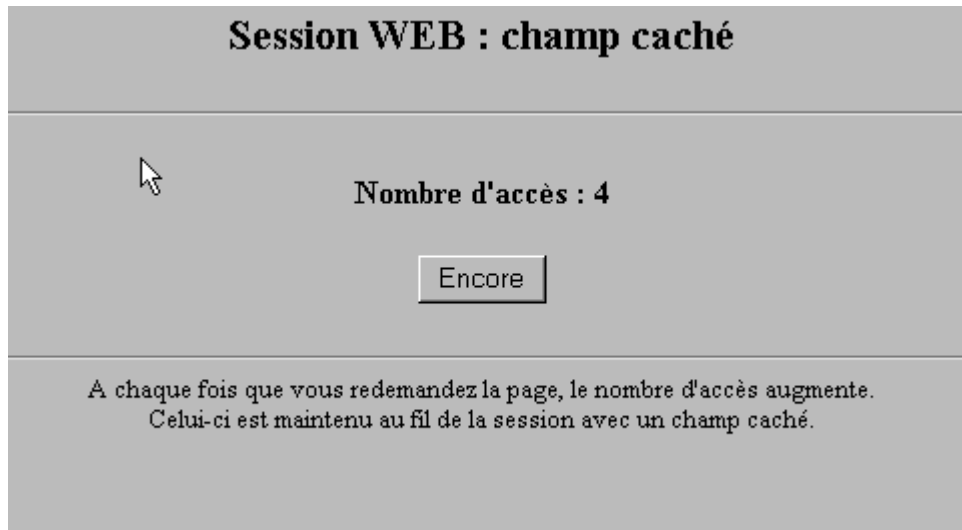 Session WEB : champ caché
Nombre d'accès : 4
Encore
A chaque fois que vous redemandez la page, le nombre d'accès augmente.
Celui-ci est maintenu au fil de la session avec un champ caché.